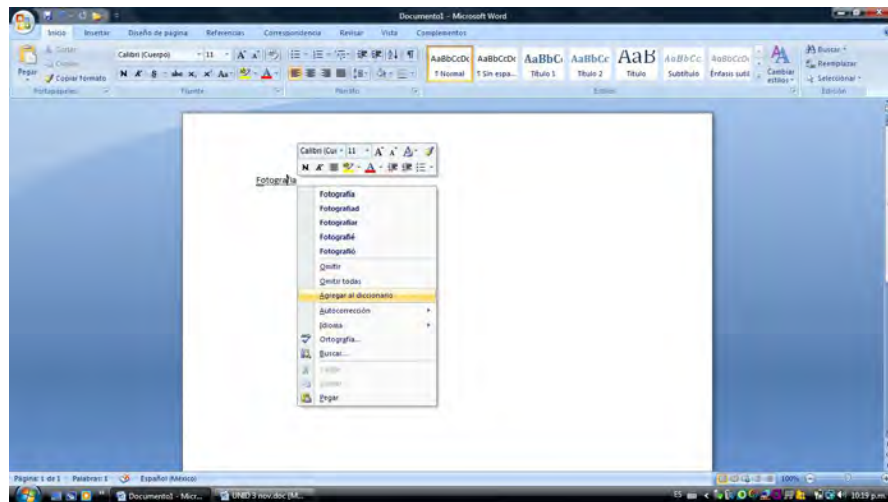 Documento1 - Microsoft Word
Inicio Insertar Diseño de página Referencias Correspondencia Revisar Vista Complementos
Pegar
Copiar formato
Calibri (Cuerpo) 11
N K S abc x, x' Aa A
AaBbCcDc AaBbCcDc AaBbC AaBbCc AaB AaBbCc. AaBbCcDc
¶ Normal ¶ Sin espa... Título 1 Título 2 Título Subtítulo Énfasis sutil
Cambiar estilos
Buscar
Reemplazar
Seleccionar
Portapapeles Fuente Párrafo Estilos Edición
Calibri (Cu 11 A A
N K A
Fotografia
Fotografía
Fotografiad
Fotografiar
Fotografié
Fotografió
Omitir
Omitir todas
Agregar al diccionario
Autocorrección
Idioma
Ortografía...
Buscar...
Pegar
Página: 1 de 1 Palabras: 1 Español (México) 100%
Documento1 - Micr... UNID 3 nov.doc [M... ES 10:19 p.m.